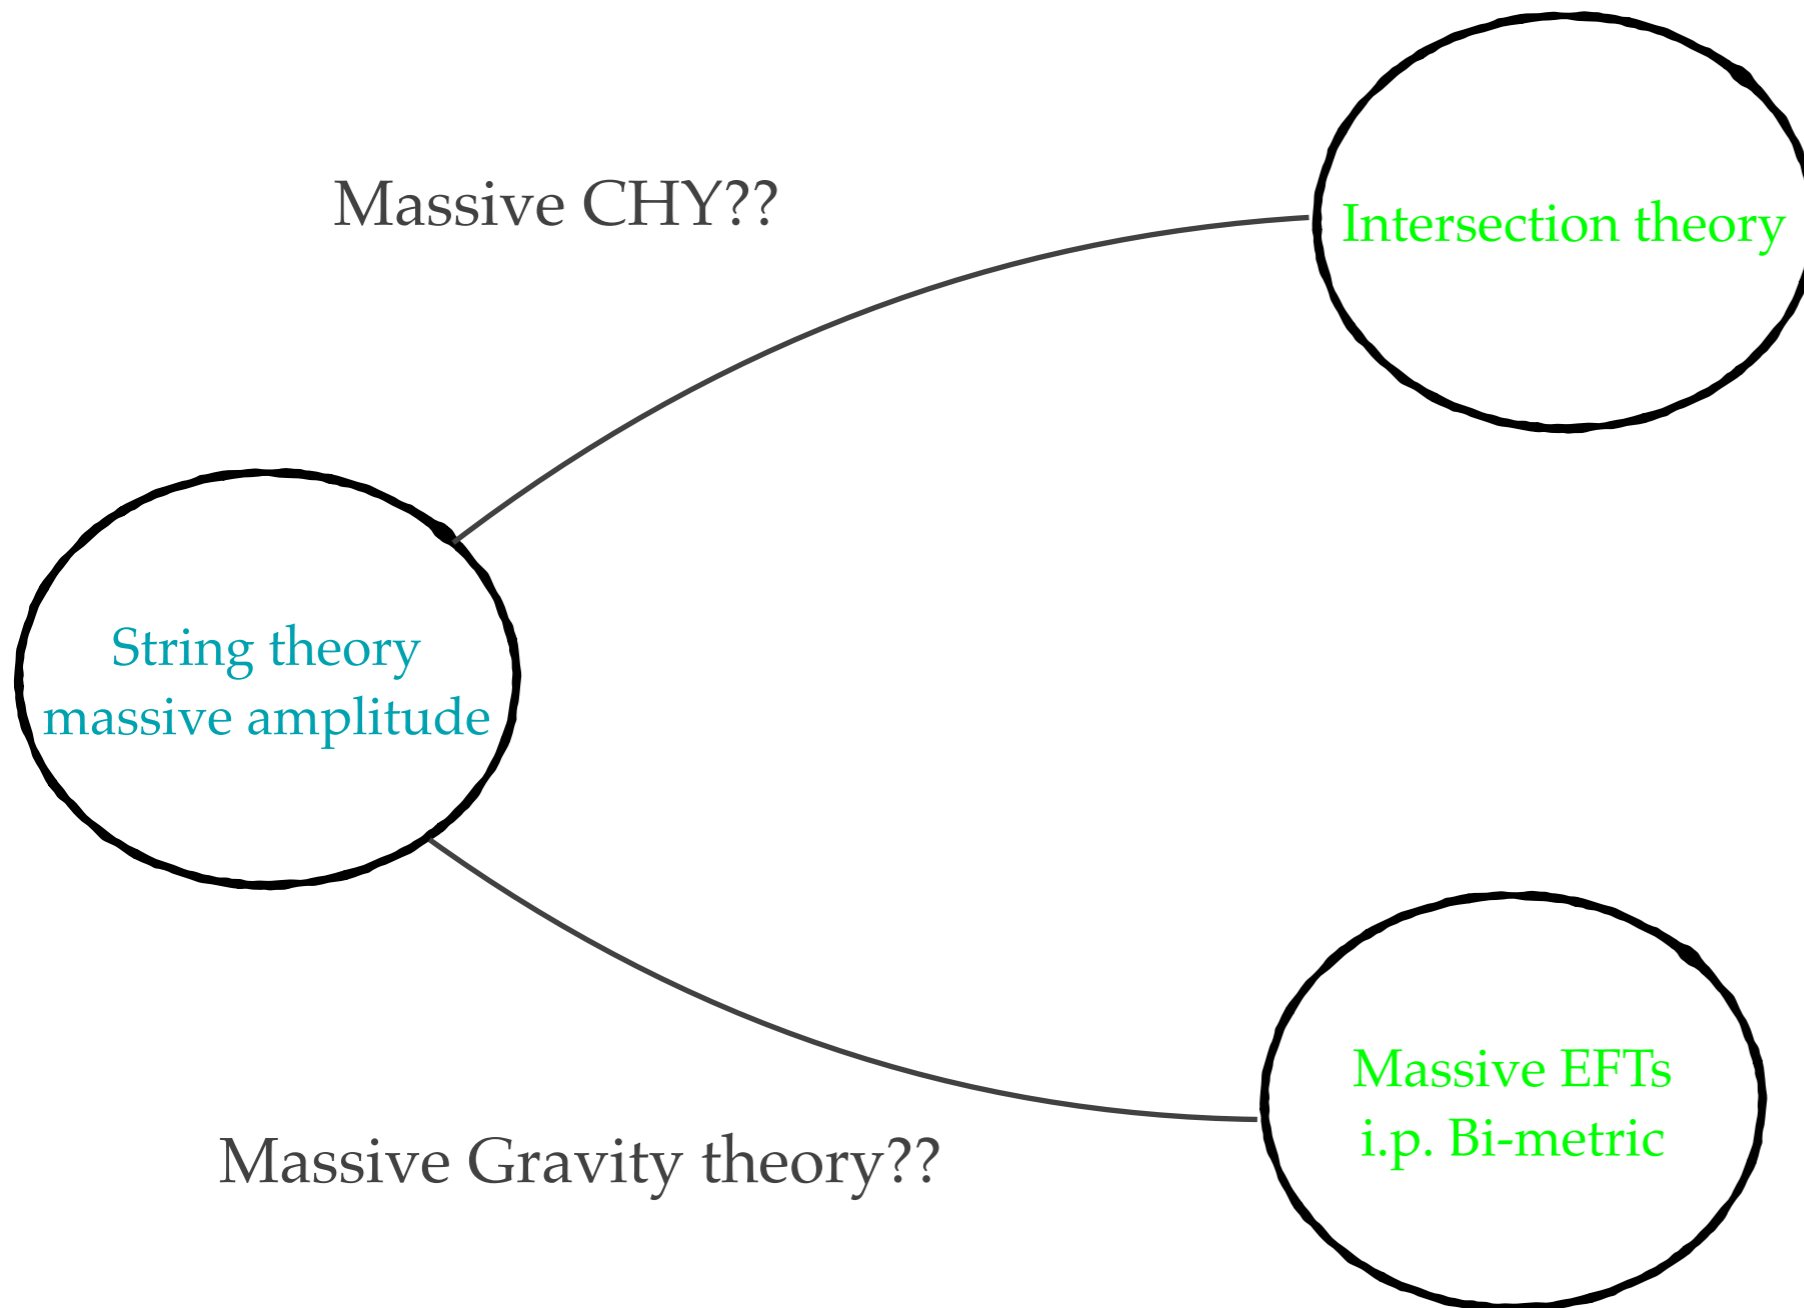 Massive CHY??
Intersection theory
String theory
massive amplitude
Massive EFTs
i.p. Bi-metric
Massive Gravity theory??